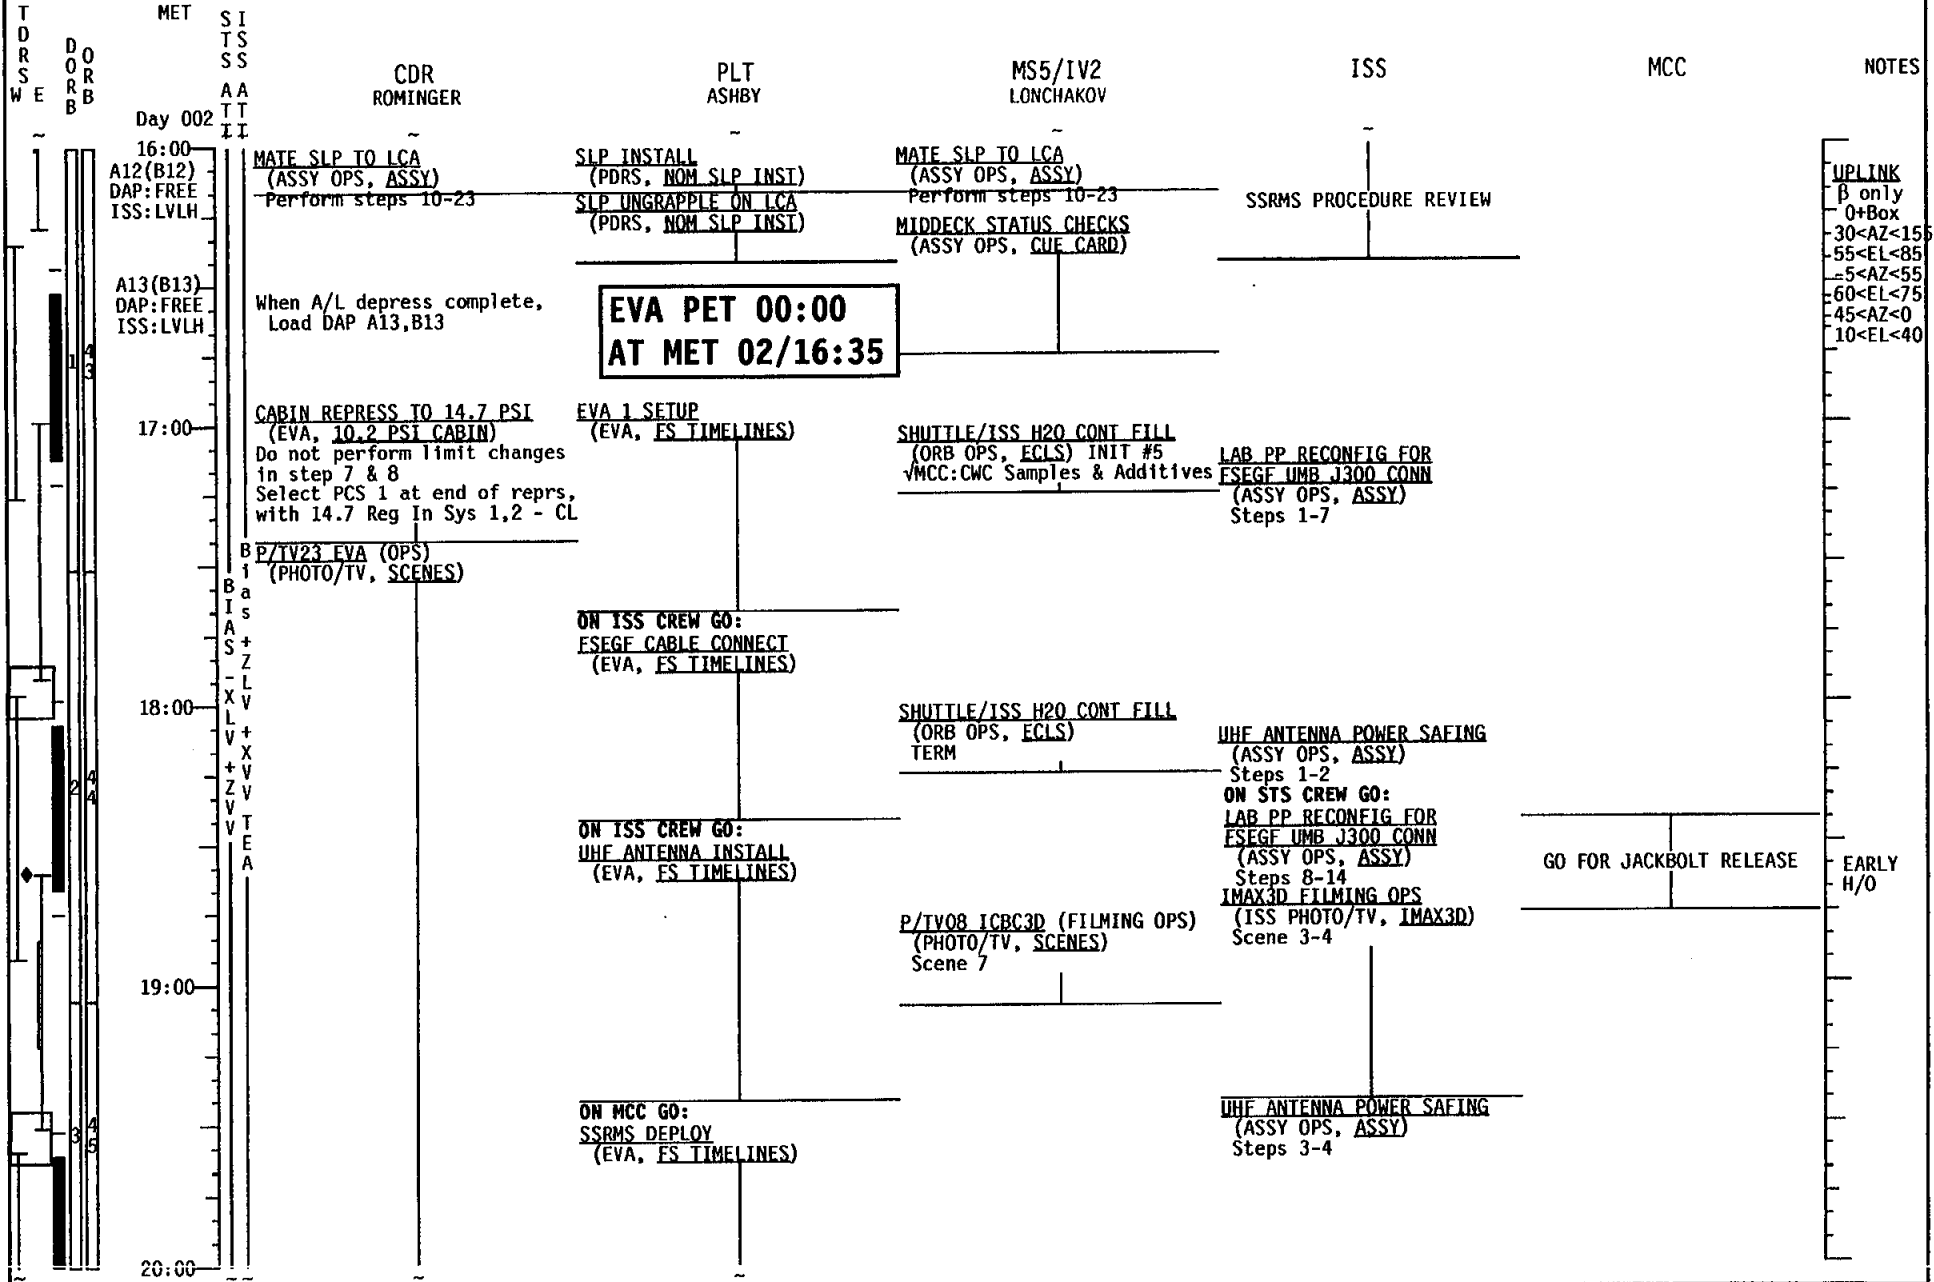 TDRS
W E
DORB
ORB
MET
STS ATT
ISS ATT
CDR
ROMINGER
PLT
ASHBY
MS5/IV2
LONCHAKOV
ISS
MCC
NOTES
Day 002
16:00
A12(B12)
DAP:FREE
ISS:LVLH
A13(B13)
DAP:FREE
ISS:LVLH
17:00
18:00
19:00
20:00
1
43
2
44
3
45
BIAS -XLV +ZVV
Bias +ZLV +XVV TEA
MATE SLP TO LCA
(ASSY OPS, ASSY)
Perform steps 10-23
When A/L depress complete,
Load DAP A13,B13
CABIN REPRESS TO 14.7 PSI
(EVA, 10.2 PSI CABIN)
Do not perform limit changes
in step 7 & 8
Select PCS 1 at end of reprs,
with 14.7 Reg In Sys 1,2 - CL
P/TV23 EVA (OPS)
(PHOTO/TV, SCENES)
SLP INSTALL
(PDRS, NOM SLP INST)
SLP UNGRAPPLE ON LCA
(PDRS, NOM SLP INST)
EVA PET 00:00
AT MET 02/16:35
EVA 1 SETUP
(EVA, FS TIMELINES)
ON ISS CREW GO:
FSEGF CABLE CONNECT
(EVA, FS TIMELINES)
ON ISS CREW GO:
UHF ANTENNA INSTALL
(EVA, FS TIMELINES)
ON MCC GO:
SSRMS DEPLOY
(EVA, FS TIMELINES)
MATE SLP TO LCA
(ASSY OPS, ASSY)
Perform steps 10-23
MIDDECK STATUS CHECKS
(ASSY OPS, CUE CARD)
SHUTTLE/ISS H2O CONT FILL
(ORB OPS, ECLS) INIT #5
√MCC:CWC Samples & Additives
SHUTTLE/ISS H2O CONT FILL
(ORB OPS, ECLS)
TERM
P/TV08 ICBC3D (FILMING OPS)
(PHOTO/TV, SCENES)
Scene 7
SSRMS PROCEDURE REVIEW
LAB PP RECONFIG FOR
FSEGF UMB J300 CONN
(ASSY OPS, ASSY)
Steps 1-7
UHF ANTENNA POWER SAFING
(ASSY OPS, ASSY)
Steps 1-2
ON STS CREW GO:
LAB PP RECONFIG FOR
FSEGF UMB J300 CONN
(ASSY OPS, ASSY)
Steps 8-14
IMAX3D FILMING OPS
(ISS PHOTO/TV, IMAX3D)
Scene 3-4
UHF ANTENNA POWER SAFING
(ASSY OPS, ASSY)
Steps 3-4
GO FOR JACKBOLT RELEASE
UPLINK
β only
0+Box
30<AZ<155
-55<EL<85
-5<AZ<55
-60<EL<75
-45<AZ<0
10<EL<40
EARLY
H/O